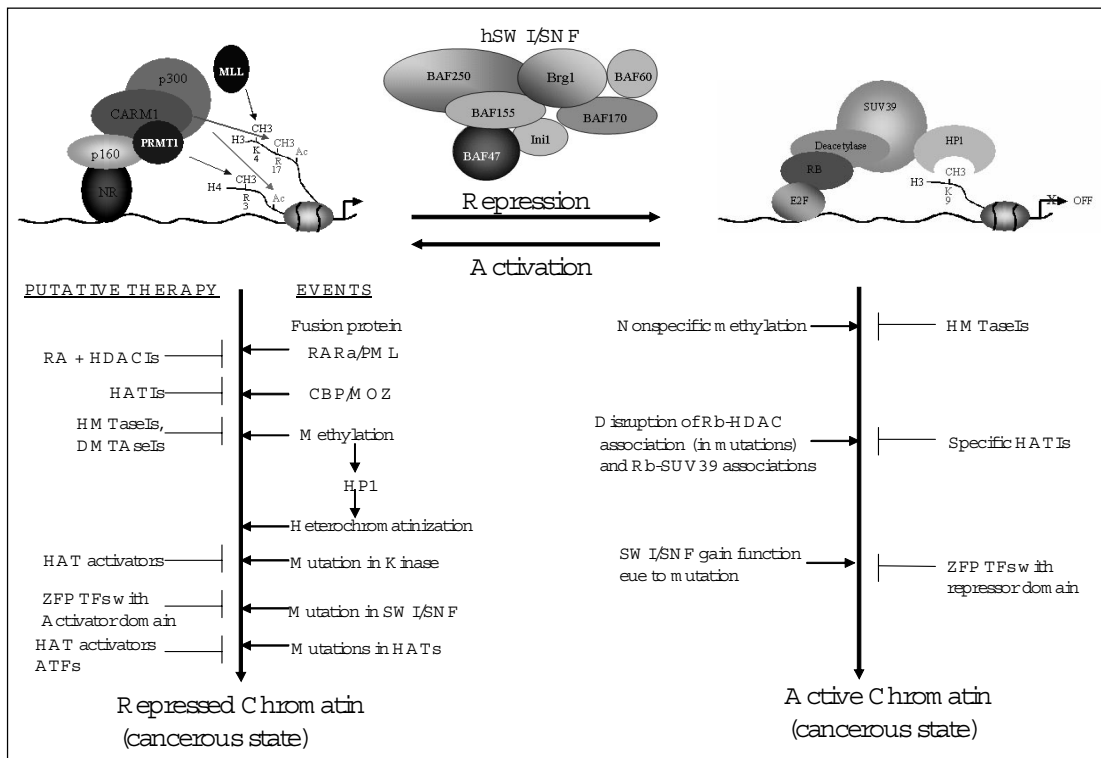 hSWI/SNF
p300
MLL
CARM1
PRMT1
p160
NR
CH3
H3
K
4
CH3
R
17
Ac
CH3
H4
R
3
Ac
BAF250
Brg1
BAF60
BAF155
BAF170
Ini1
BAF47
SUV39
Deacetylase
HP1
RB
E2F
CH3
H3
K
9
X
OFF
Repression
Activation
PUTATIVE THERAPY
EVENTS
Fusion protein
RA + HDACIs
RARa/PML
HATIs
CBP/MOZ
HMTaseIs,
DMTAseIs
Methylation
HP1
Heterochromatinization
HAT activators
Mutation in Kinase
ZFP TFs with
Activator domain
Mutation in SWI/SNF
HAT activators
ATFs
Mutations in HATs
Repressed Chromatin
(cancerous state)
Nonspecific methylation
HMTaseIs
Disruption of Rb-HDAC
association (in mutations)
and Rb-SUV39 associations
Specific HATIs
SWI/SNF gain function
eue to mutation
ZFP TFs with
repressor domain
Active Chromatin
(cancerous state)